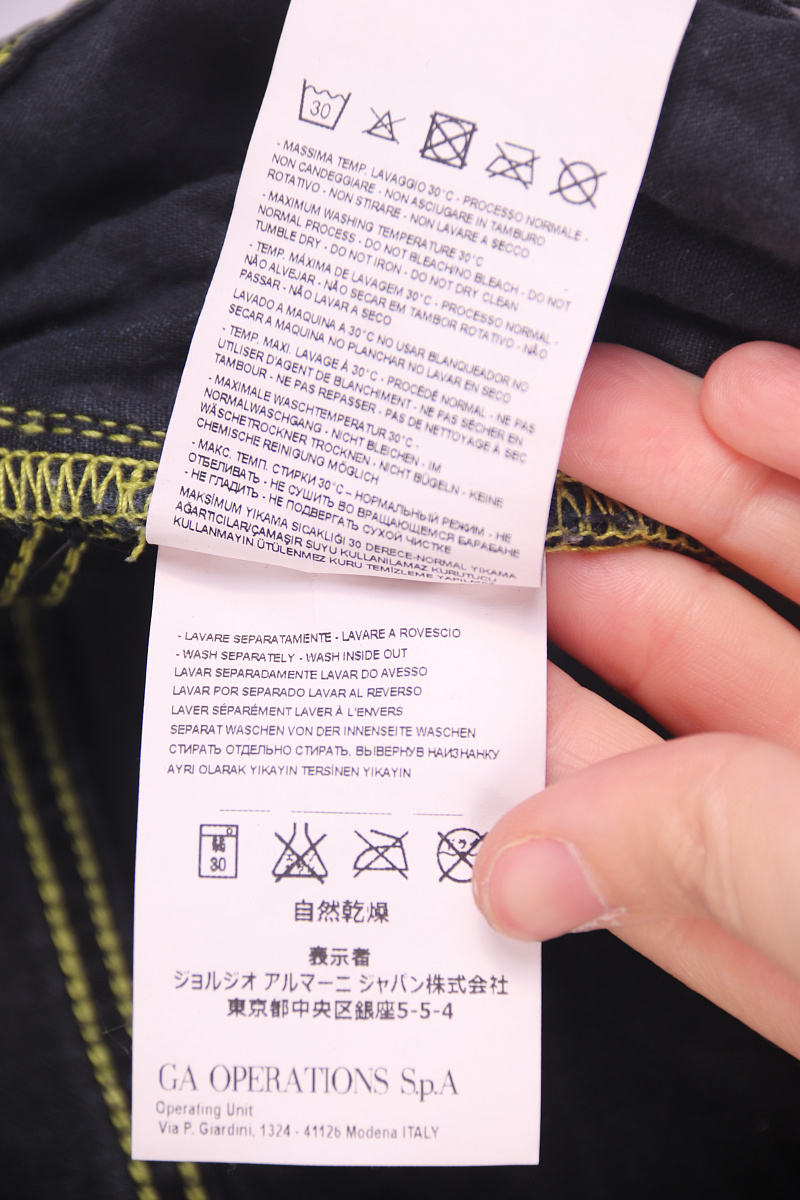 30
- MASSIMA TEMP. LAVAGGIO 30°C - PROCESSO NORMALE -
NON CANDEGGIARE - NON ASCIUGARE IN TAMBURO
ROTATIVO - NON STIRARE - NON LAVARE A SECCO
- MAXIMUM WASHING TEMPERATURE 30°C
NORMAL PROCESS - DO NOT BLEACHINO BLEACH - DO NOT
TUMBLE DRY - DO NOT IRON - DO NOT DRY CLEAN
- TEMP. MÁXIMA DE LAVAGEM 30°C - PROCESSO NORMAL -
NÃO ALVEJAR - NÃO SECAR EM TAMBOR ROTATIVO - NÃO
PASSAR - NÃO LAVAR A SECO
LAVADO A MAQUINA A 30°C NO USAR BLANQUEADOR NO
SECAR A MAQUINA NO PLANCHAR NO LAVAR EN SECO
- TEMP. MAXI. LAVAGE À 30°C - PROCÉDÉ NORMAL - NE PAS
UTILISER D'AGENT DE BLANCHIMENT - NE PAS SÉCHER EN
TAMBOUR - NE PAS REPASSER - PAS DE NETTOYAGE À SEC
- MAXIMALE WASCHTEMPERATUR 30°C -
NORMALWASCHGANG - NICHT BLEICHEN - IM
WÄSCHETROCKNER TROCKNEN - NICHT BÜGELN - KEINE
CHEMISCHE REINIGUNG MÖGLICH
- МАКС. ТЕМП. СТИРКИ 30°C – НОРМАЛЬНЫЙ РЕЖИМ - НЕ
ОТБЕЛИВАТЬ - НЕ СУШИТЬ ВО ВРАЩАЮЩЕМСЯ БАРАБАНЕ
- НЕ ГЛАДИТЬ - НЕ ПОДВЕРГАТЬ СУХОЙ ЧИСТКЕ
MAKSİMUM YIKAMA SICAKLIĞI 30 DERECE-NORMAL YIKAMA
AĞARTICILAR/ÇAMAŞIR SUYU KULLANILAMAZ KURUTUCU
KULLANMAYIN ÜTÜLENMEZ KURU TEMİZLEME YAPILMAZ
- LAVARE SEPARATAMENTE - LAVARE A ROVESCIO
- WASH SEPARATELY - WASH INSIDE OUT
LAVAR SEPARADAMENTE LAVAR DO AVESSO
LAVAR POR SEPARADO LAVAR AL REVERSO
LAVER SÉPARÉMENT LAVER À L'ENVERS
SEPARAT WASCHEN VON DER INNENSEITE WASCHEN
СТИРАТЬ ОТДЕЛЬНО СТИРАТЬ, ВЫВЕРНУВ НАИЗНАНКУ
AYRI OLARAK YIKAYIN TERSİNEN YIKAYIN
弱
30
自然乾燥
表示者
ジョルジオ アルマーニ ジャパン株式会社
東京都中央区銀座5-5-4
GA OPERATIONS S.p.A
Operating Unit
Via P. Giardini, 1324 - 41126 Modena ITALY